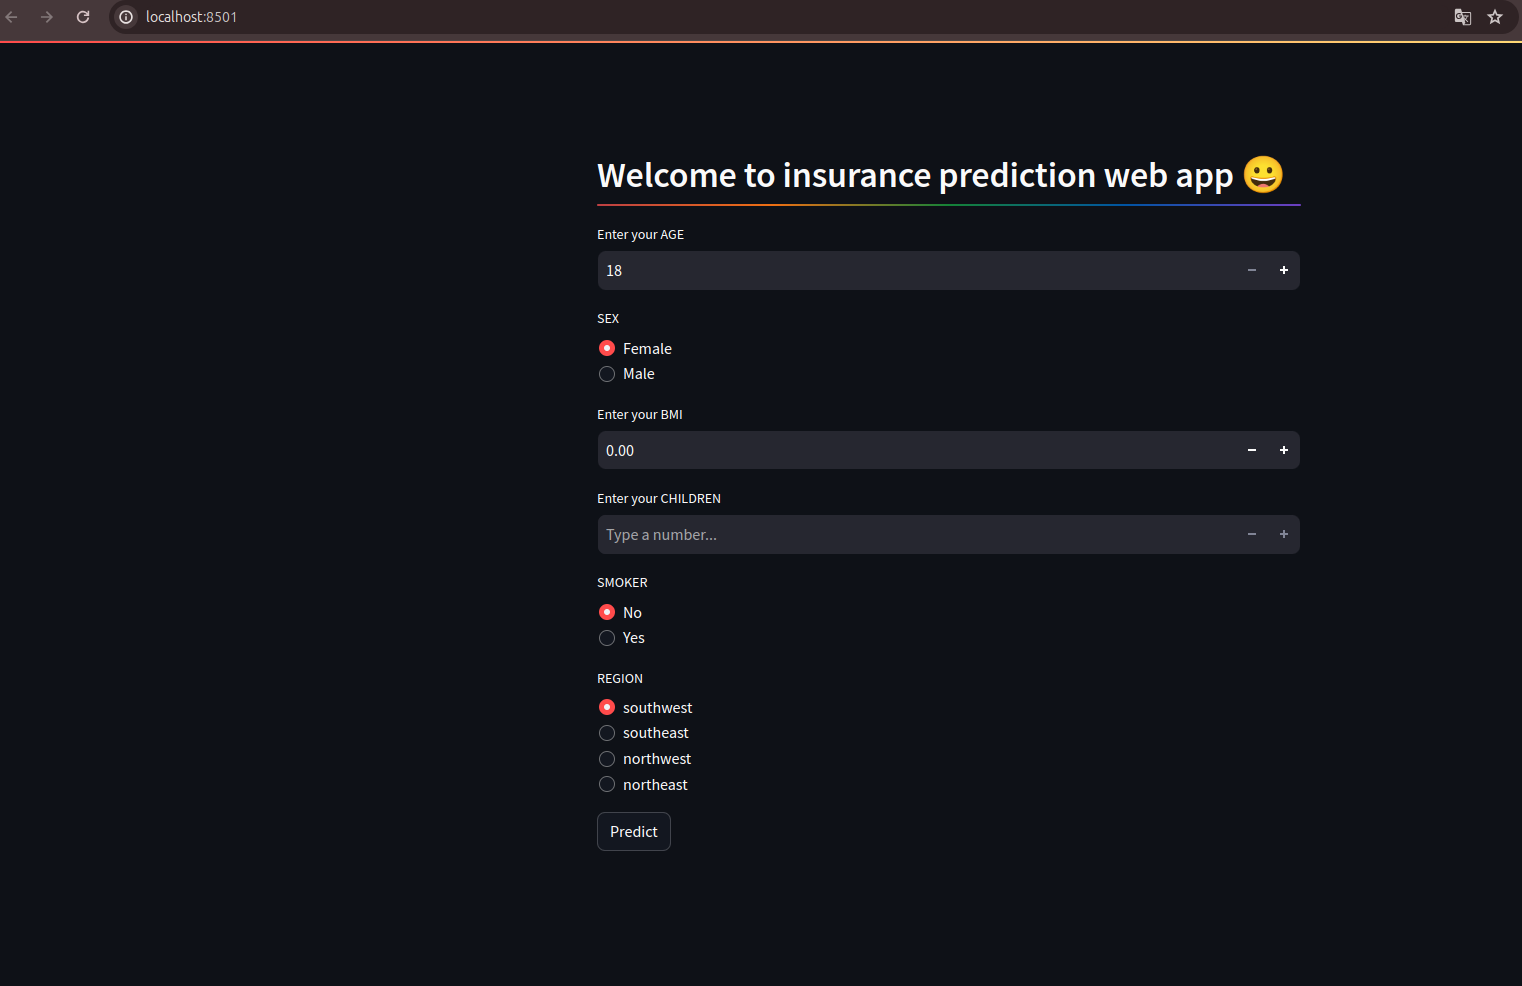 localhost:8501
Welcome to insurance prediction web app 😀
Enter your AGE
18
SEX
Female
Male
Enter your BMI
0.00
Enter your CHILDREN
Type a number...
SMOKER
No
Yes
REGION
southwest
southeast
northwest
northeast
Predict